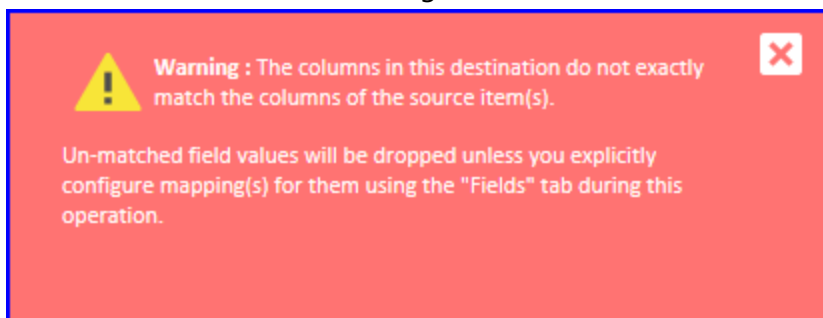 Warning : The columns in this destination do not exactly
match the columns of the source item(s).
Un-matched field values will be dropped unless you explicitly
configure mapping(s) for them using the "Fields" tab during this
operation.